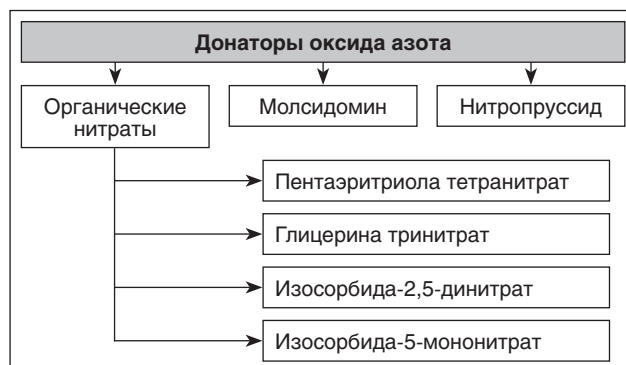 Донаторы оксида азота
Органические
нитраты
Молсидомин
Нитропруссид
Пентаэритриола тетранитрат
Глицерина тринитрат
Изосорбида-2,5-динитрат
Изосорбида-5-мононитрат